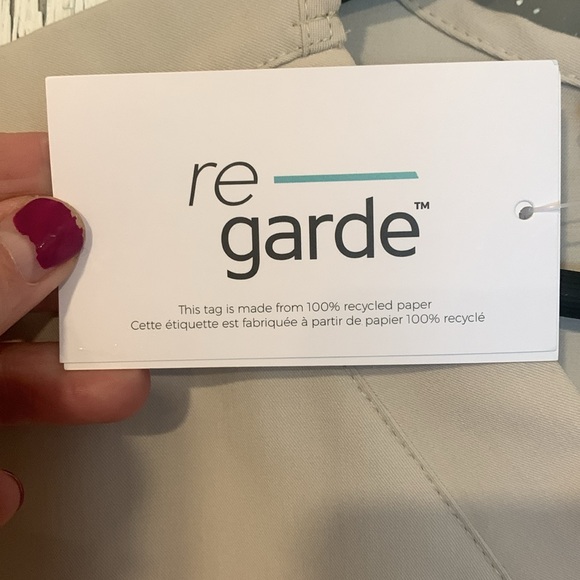 re
garde™
This tag is made from 100% recycled paper
Cette étiquette est fabriquée à partir de papier 100% recyclé